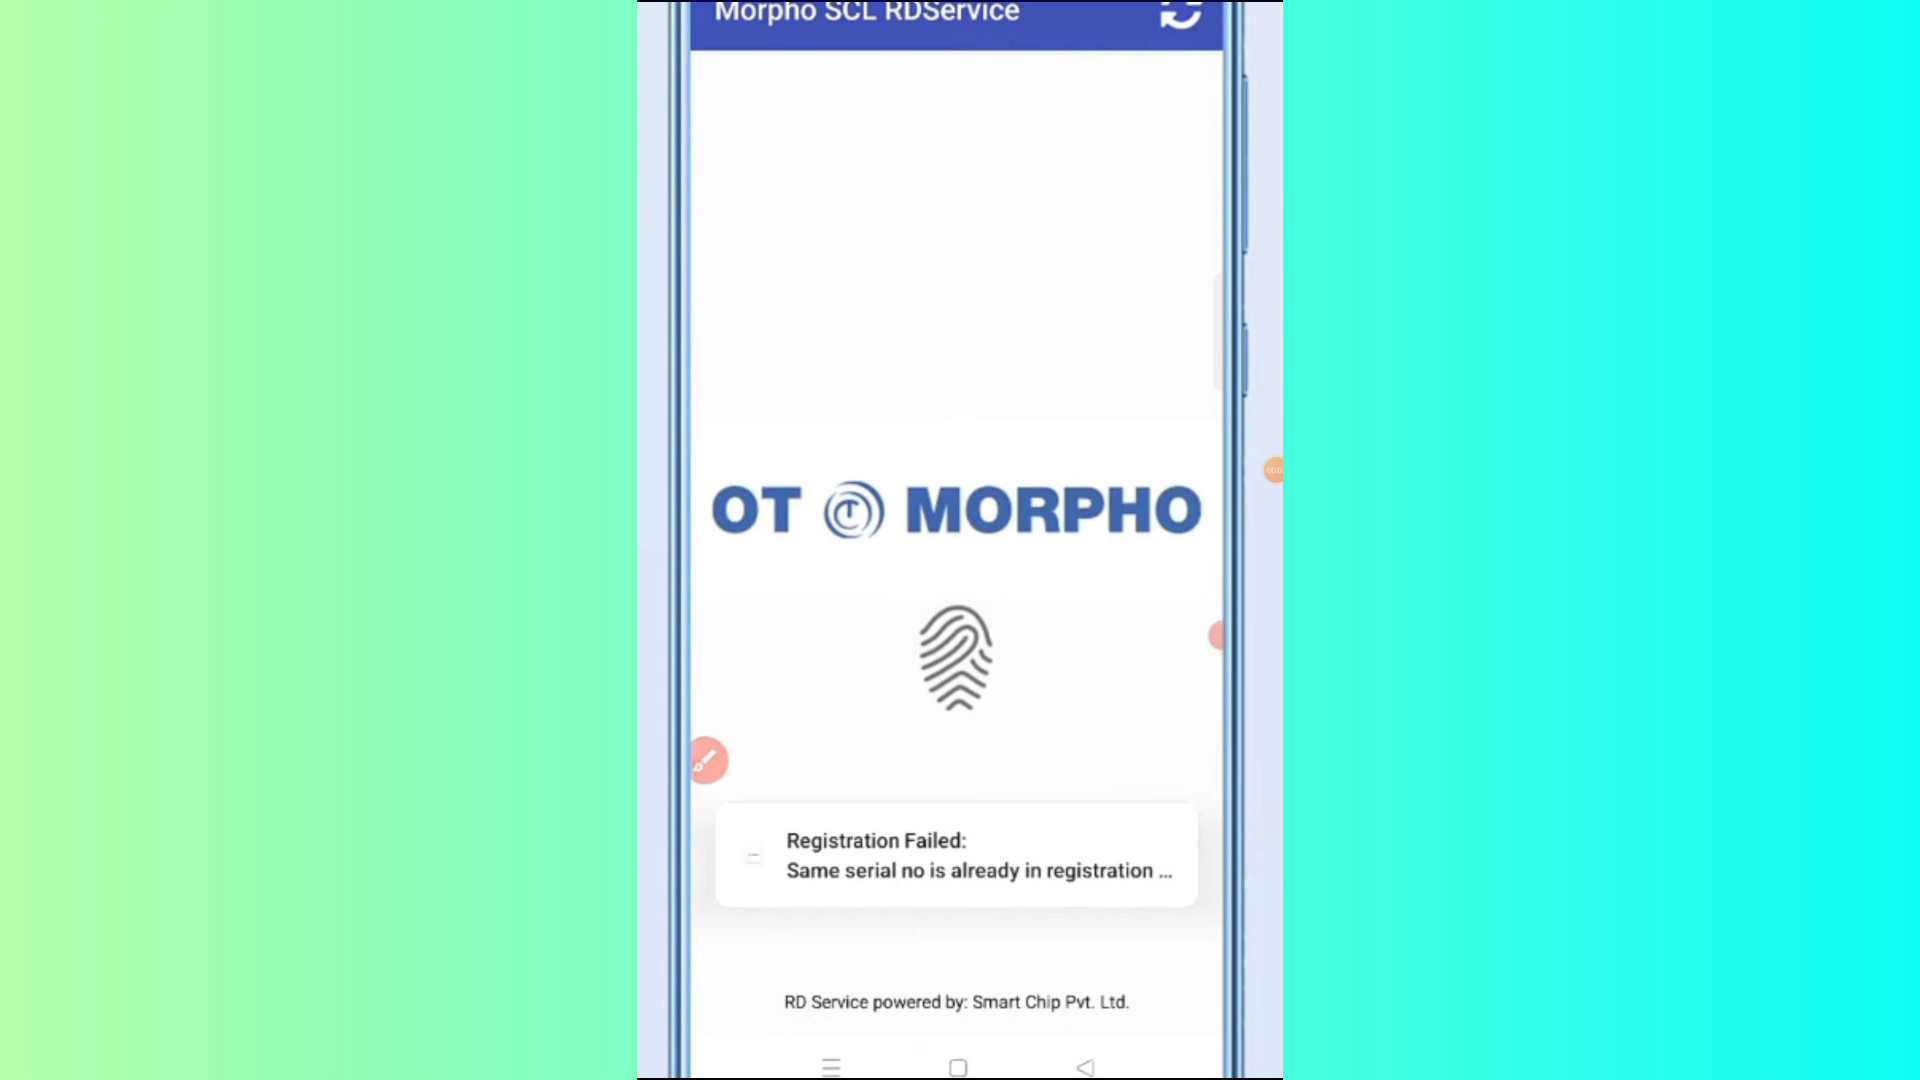 Morpho SCL RDService
OT MORPHO
Registration Failed:
Same serial no is already in registration ...
RD Service powered by: Smart Chip Pvt. Ltd.